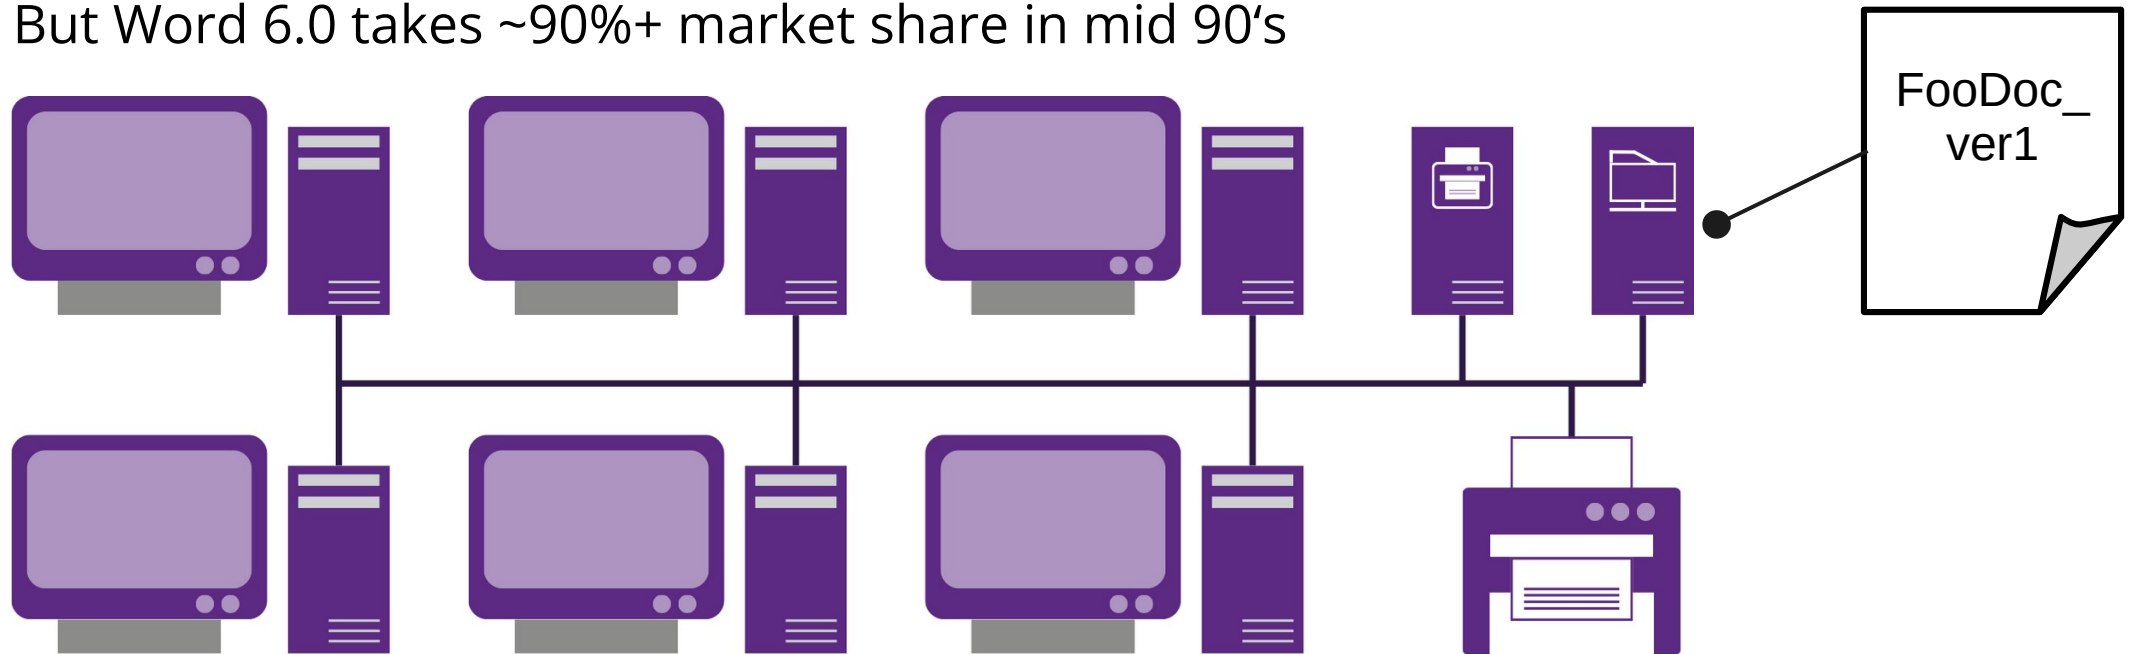 But Word 6.0 takes ~90%+ market share in mid 90‘s
FooDoc_
ver1